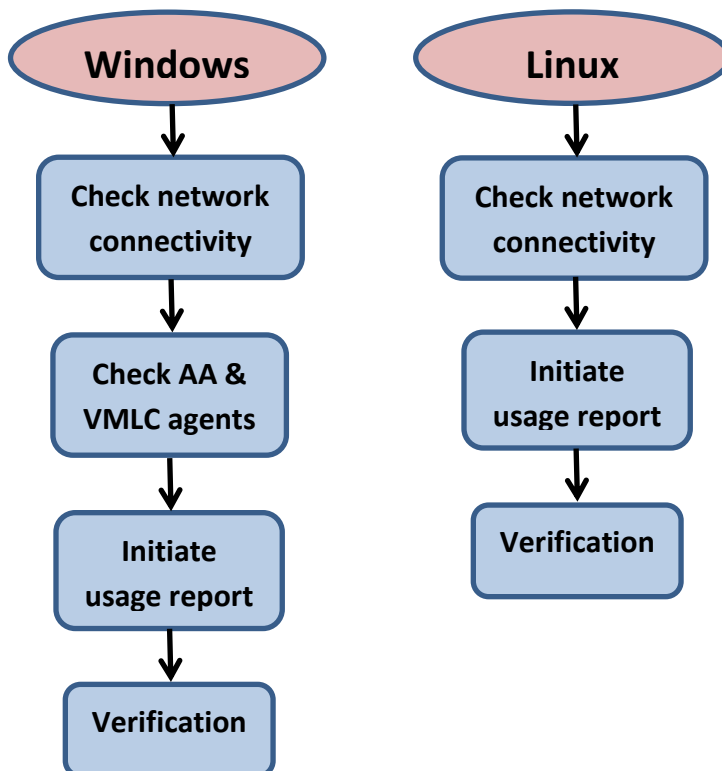 Windows
Check network
connectivity
Check AA &
VMLC agents
Initiate
usage report
Verification
Linux
Check network
connectivity
Initiate
usage report
Verification